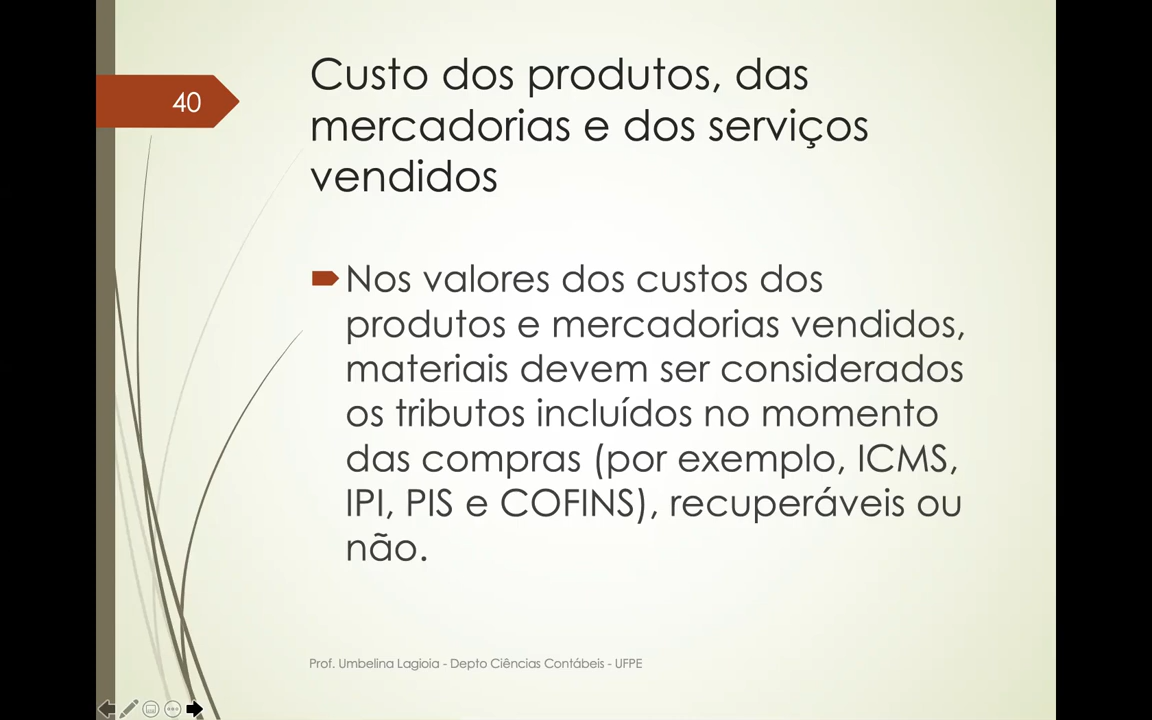 40
Custo dos produtos, das
mercadorias e dos serviços
vendidos
Nos valores dos custos dos
produtos e mercadorias vendidos,
materiais devem ser considerados
os tributos incluídos no momento
das compras (por exemplo, ICMS,
IPI, PIS e COFINS), recuperáveis ou
não.
Prof. Umbelina Lagioia - Depto Ciências Contábeis - UFPE